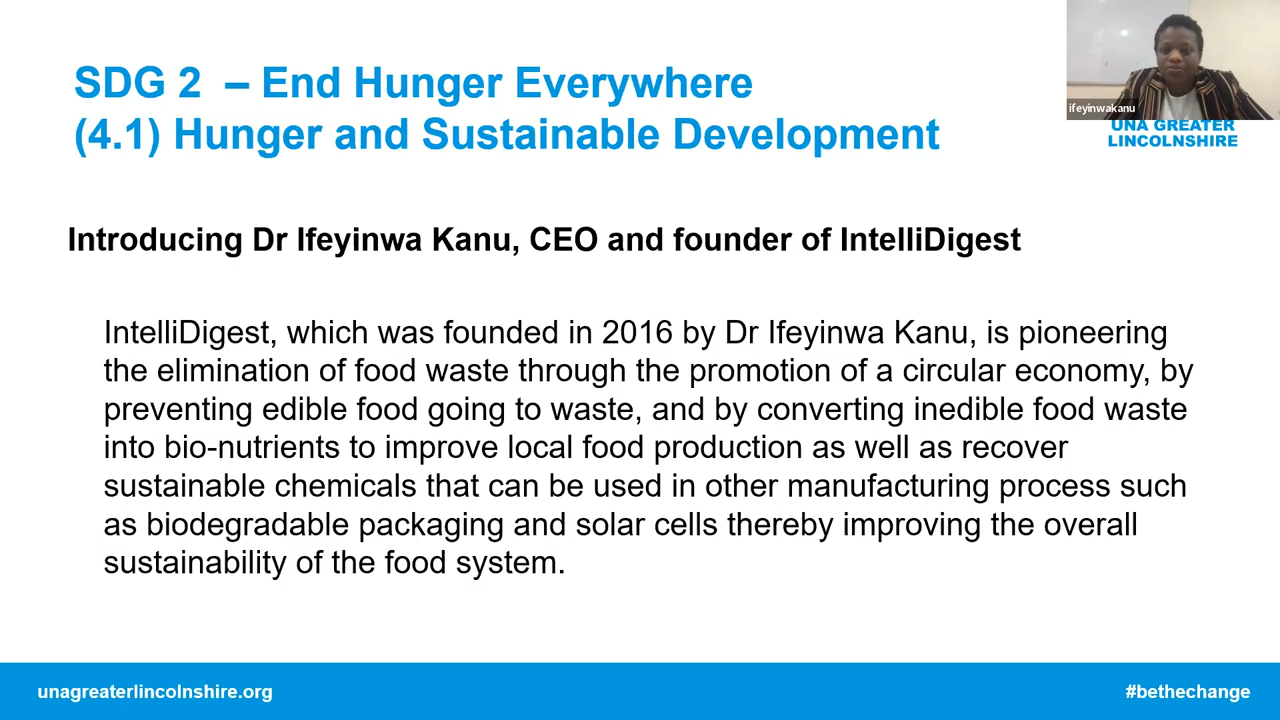 SDG 2 – End Hunger Everywhere
(4.1) Hunger and Sustainable Development
ifeyinwakanu
UNA GREATER
LINCOLNSHIRE
Introducing Dr Ifeyinwa Kanu, CEO and founder of IntelliDigest
IntelliDigest, which was founded in 2016 by Dr Ifeyinwa Kanu, is pioneering
the elimination of food waste through the promotion of a circular economy, by
preventing edible food going to waste, and by converting inedible food waste
into bio-nutrients to improve local food production as well as recover
sustainable chemicals that can be used in other manufacturing process such
as biodegradable packaging and solar cells thereby improving the overall
sustainability of the food system.
unagreaterlincolnshire.org
#bethechange